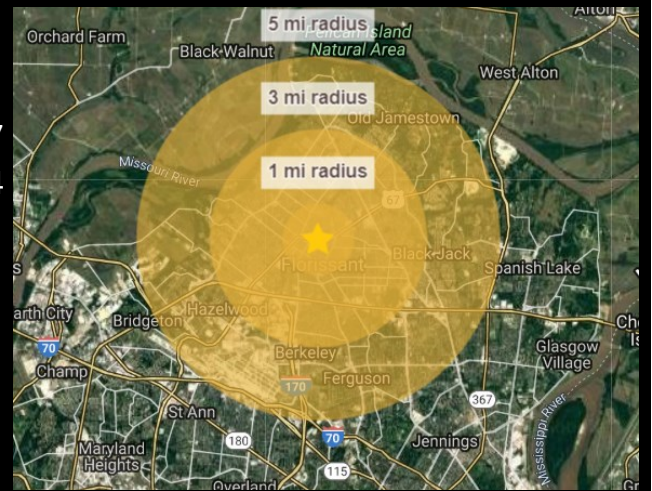 5 mi radius
Alton
Orchard Farm
Pelican Island
Natural Area
Black Walnut
West Alton
3 mi radius
Old Jamestown
Missouri River
1 mi radius
67
Black Jack
Florissant
Spanish Lake
arth City
Hazelwood
Bridgeton
70
Berkeley
Glasgow
Village
Champ
170
Ferguson
367
St Ann
180
70
Jennings
Mississippi River
Maryland
Heights
115
Overland